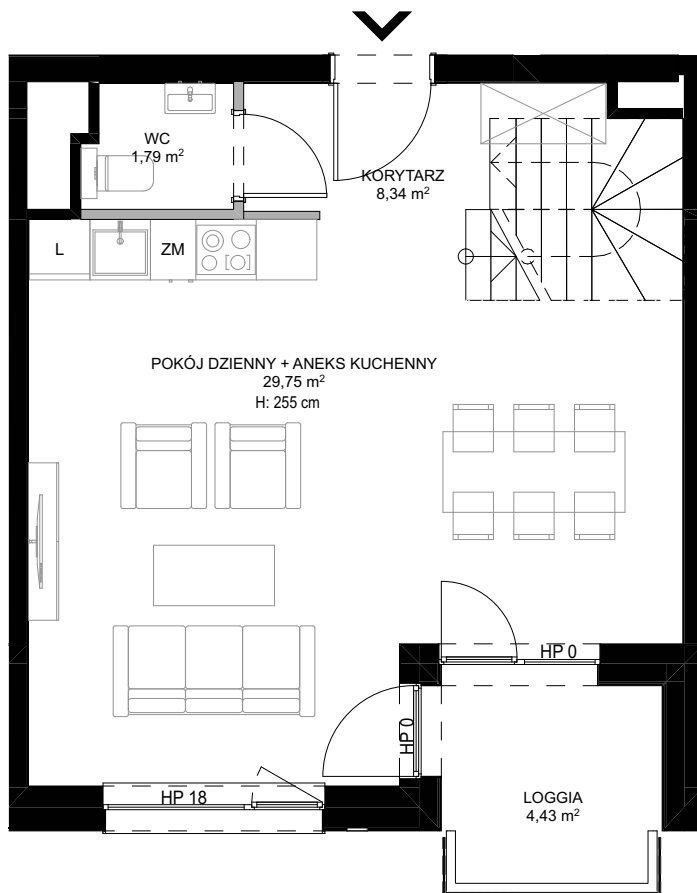 WC
1,79 m²
KORYTARZ
8,34 m²
L
ZM
POKÓJ DZIENNY + ANEKS KUCHENNY
29,75 m²
H: 255 cm
HP 0
HP 0
HP 18
LOGGIA
4,43 m²